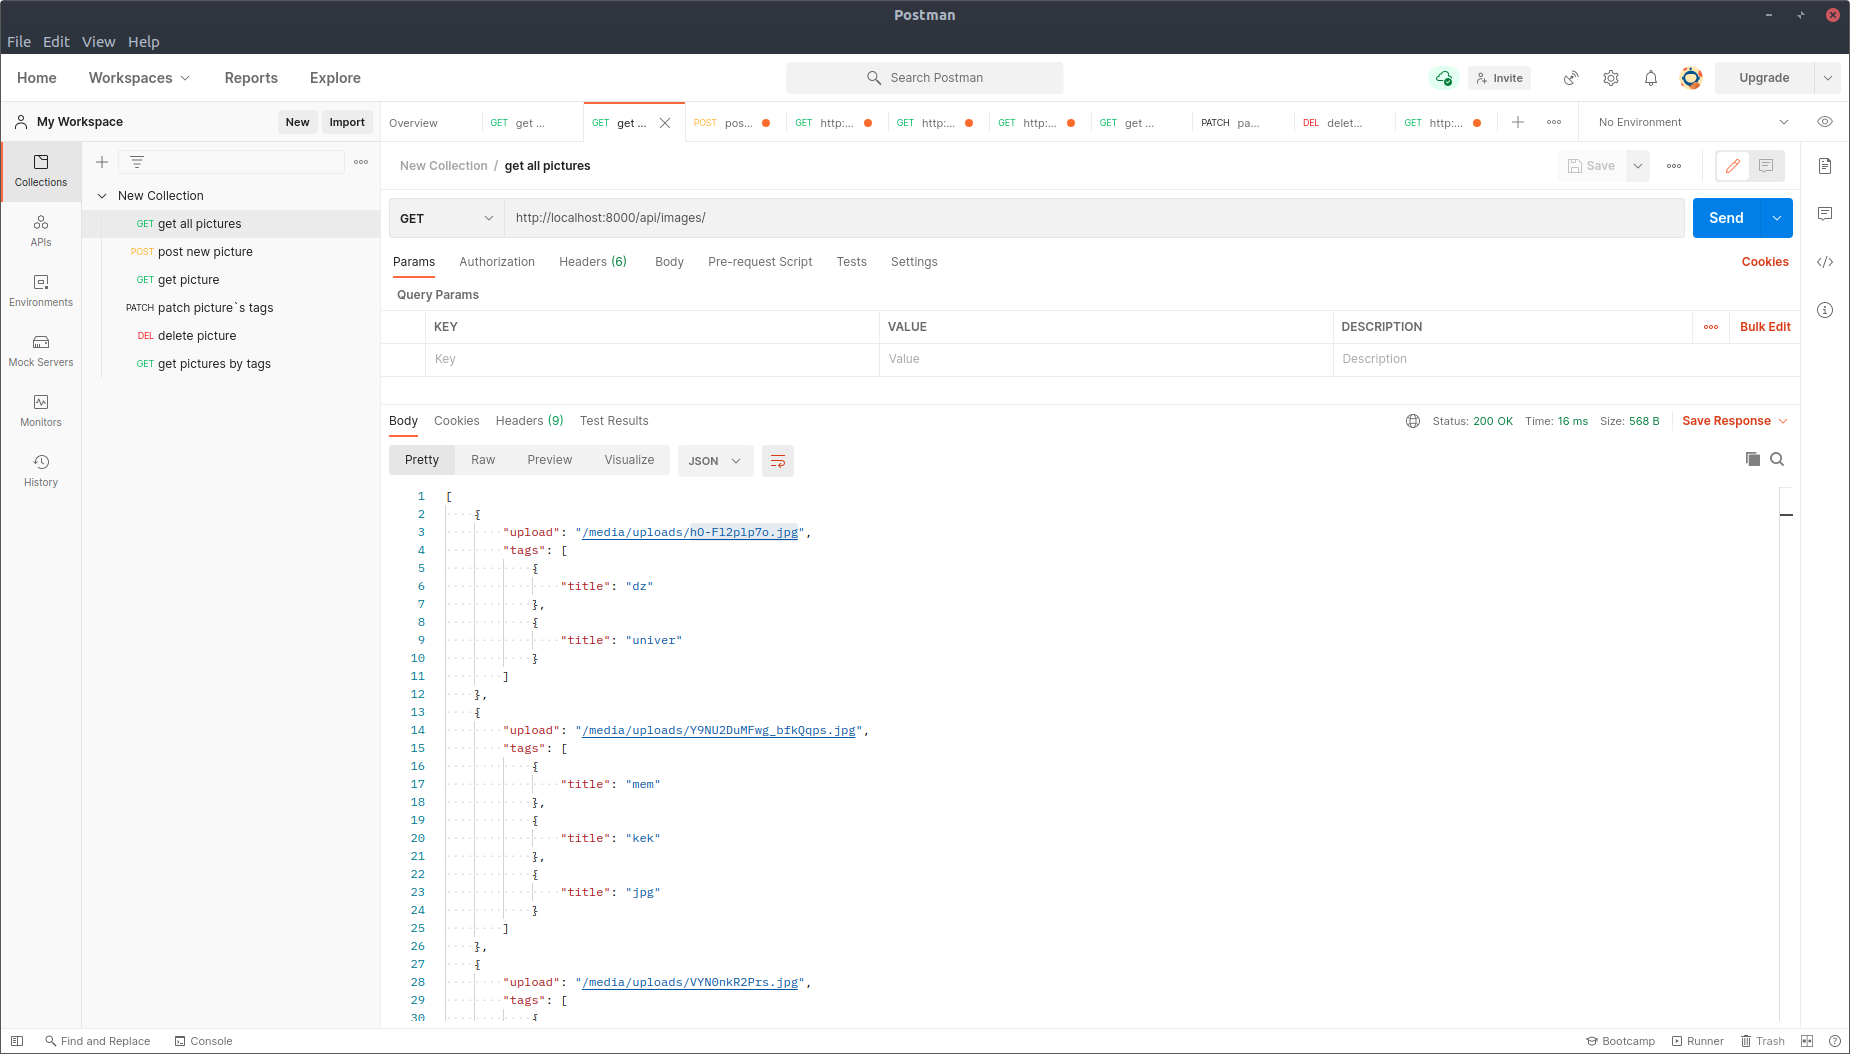 Postman
File Edit View Help
Home Workspaces Reports Explore Search Postman Invite Upgrade
My Workspace New Import Overview GET get ... GET get ... POST pos... GET http:... GET http:... GET http:... GET get ... PATCH pa... DEL delet... GET http:... No Environment
New Collection / get all pictures Save
Collections
New Collection
GET get all pictures
POST post new picture
GET get picture
PATCH picture`s tags
DEL delete picture
GET get pictures by tags
APIs
Environments
Mock Servers
Monitors
History
GET http://localhost:8000/api/images/ Send
Params Authorization Headers (6) Body Pre-request Script Tests Settings Cookies
Query Params
KEY VALUE DESCRIPTION Bulk Edit
Key Value Description
Body Cookies Headers (9) Test Results Status: 200 OK Time: 16 ms Size: 568 B Save Response
Pretty Raw Preview Visualize JSON
1 [
2 {
3 "upload": "/media/uploads/hO-Fl2plp7o.jpg",
4 "tags": [
5 {
6 "title": "dz"
7 },
8 {
9 "title": "univer"
10 }
11 ]
12 },
13 {
14 "upload": "/media/uploads/Y9NU2DuMFwg_bfkQqps.jpg",
15 "tags": [
16 {
17 "title": "mem"
18 },
19 {
20 "title": "kek"
21 },
22 {
23 "title": "jpg"
24 }
25 ]
26 },
27 {
28 "upload": "/media/uploads/VYN0nkR2Prs.jpg",
29 "tags": [
30 {
Find and Replace Console Bootcamp Runner Trash